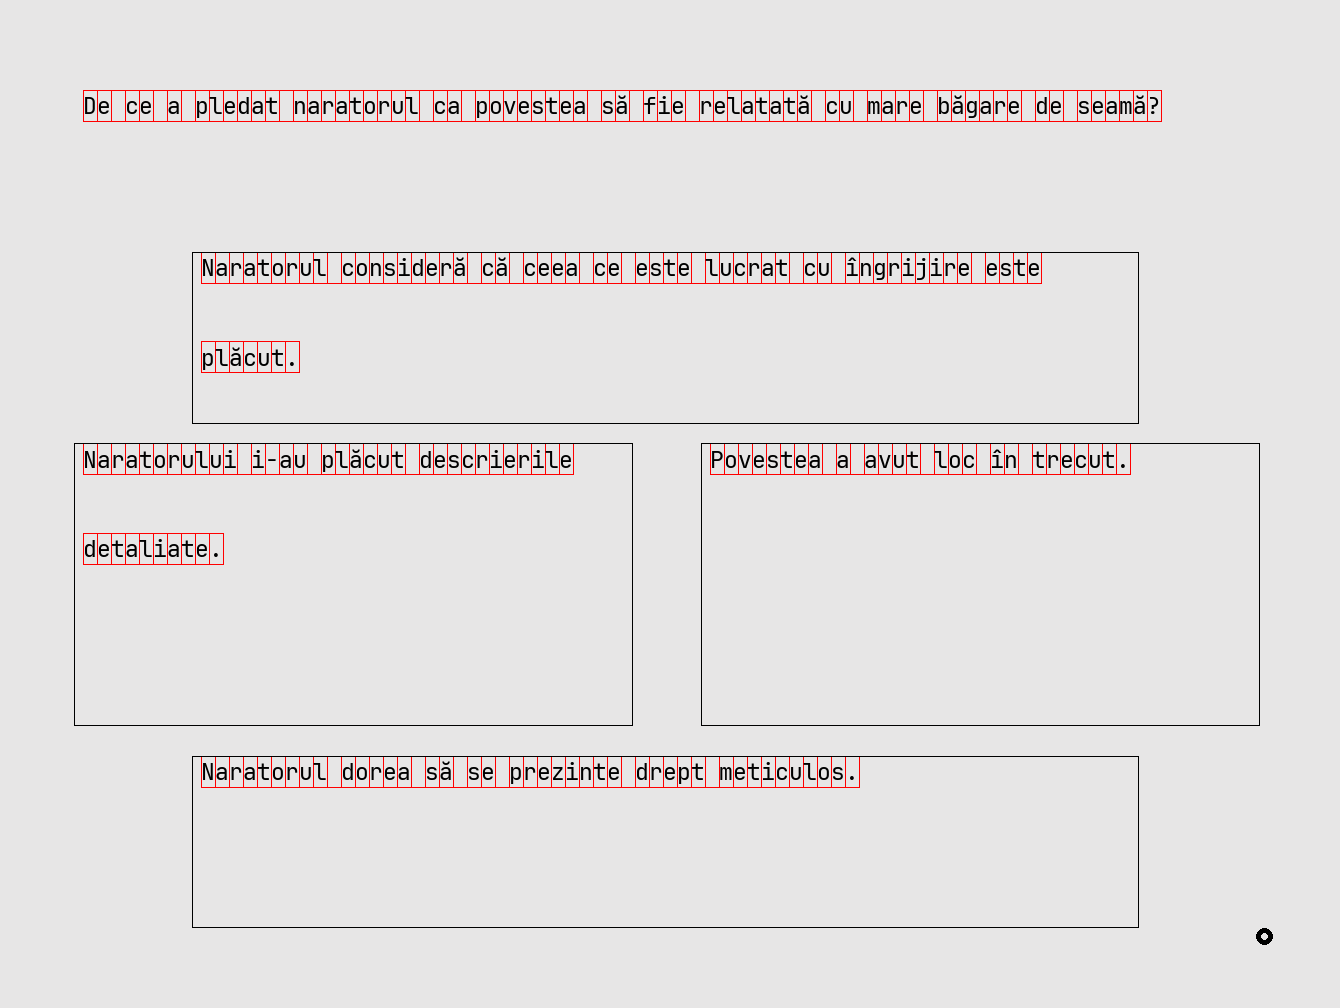 De ce a pledat naratorul ca povestea să fie relatată cu mare băgare de seamă?
Naratorul consideră că ceea ce este lucrat cu îngrijire este
plăcut.
Naratorului i-au plăcut descrierile
detaliate.
Povestea a avut loc în trecut.
Naratorul dorea să se prezinte drept meticulos.